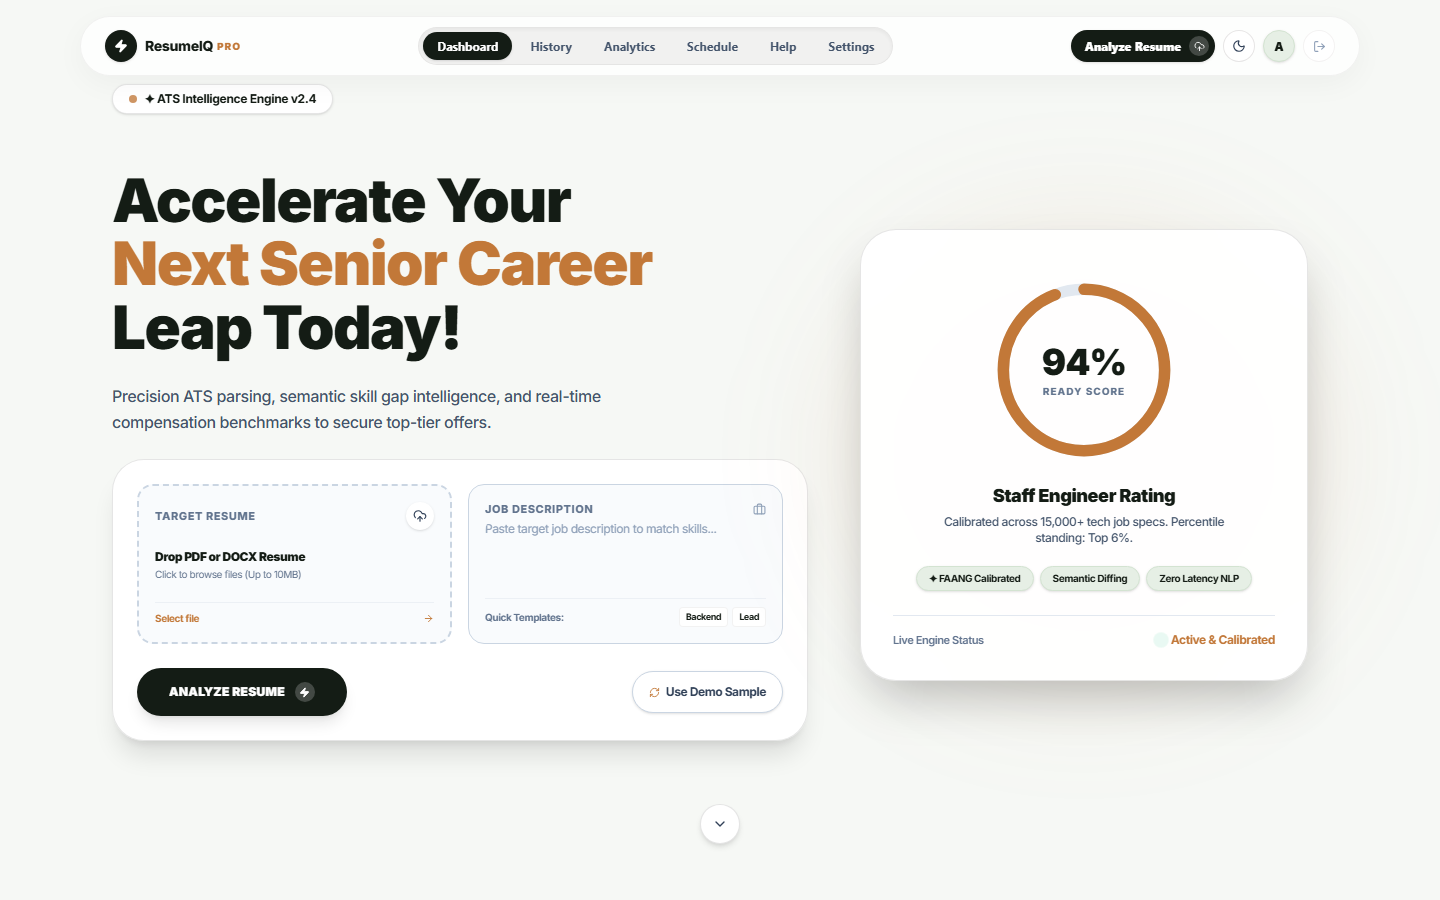 ResumeIQ PRO
Dashboard
History
Analytics
Schedule
Help
Settings
Analyze Resume
A
✦ ATS Intelligence Engine v2.4
Accelerate Your
Next Senior Career
Leap Today!
Precision ATS parsing, semantic skill gap intelligence, and real-time
compensation benchmarks to secure top-tier offers.
TARGET RESUME
Drop PDF or DOCX Resume
Click to browse files (Up to 10MB)
Select file
JOB DESCRIPTION
Paste target job description to match skills...
Quick Templates:
Backend
Lead
ANALYZE RESUME
Use Demo Sample
94%
READY SCORE
Staff Engineer Rating
Calibrated across 15,000+ tech job specs. Percentile
standing: Top 6%.
✦ FAANG Calibrated
Semantic Diffing
Zero Latency NLP
Live Engine Status
Active & Calibrated